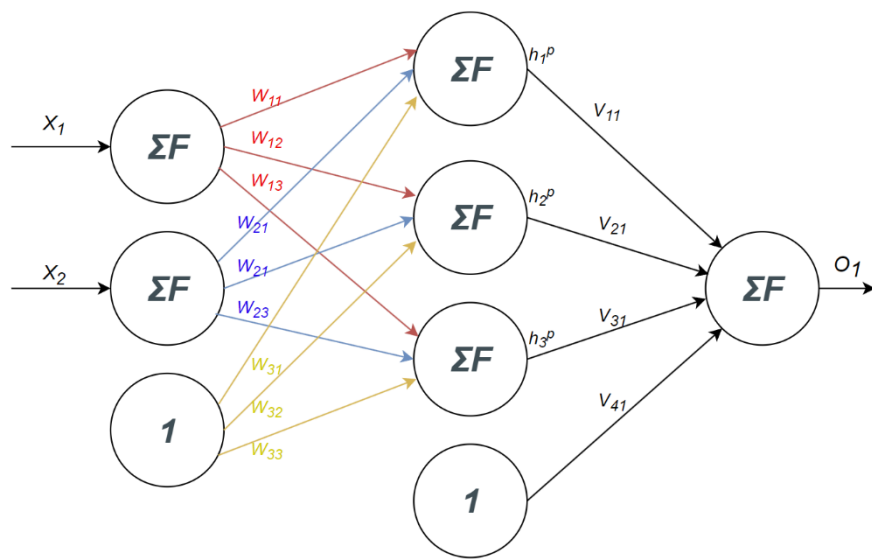 ΣF
h₁ᵖ
W₁₁
V₁₁
X₁
ΣF
W₁₂
W₁₃
ΣF
h₂ᵖ
W₂₁
V₂₁
W₂₁
X₂
ΣF
ΣF
O₁
W₂₃
V₃₁
h₃ᵖ
W₃₁
ΣF
V₄₁
W₃₂
1
W₃₃
1